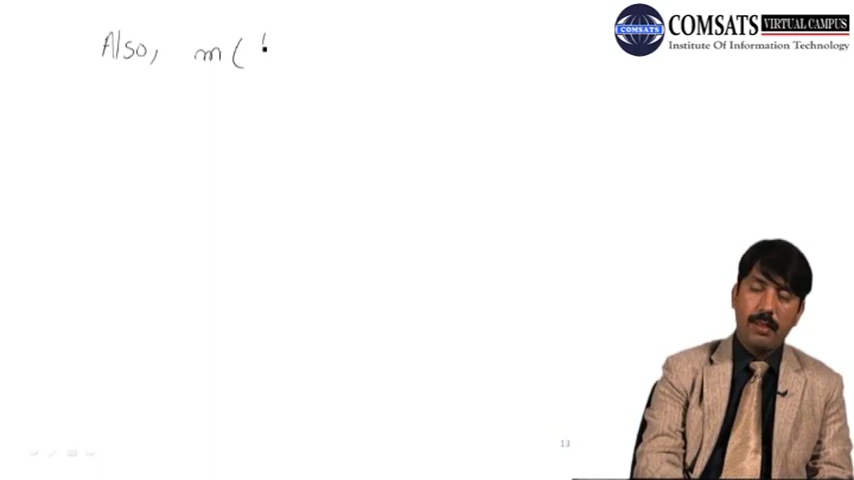 COMSATS VIRTUAL CAMPUS
Institute Of Information Technology
COMSATS
Also, m (
13